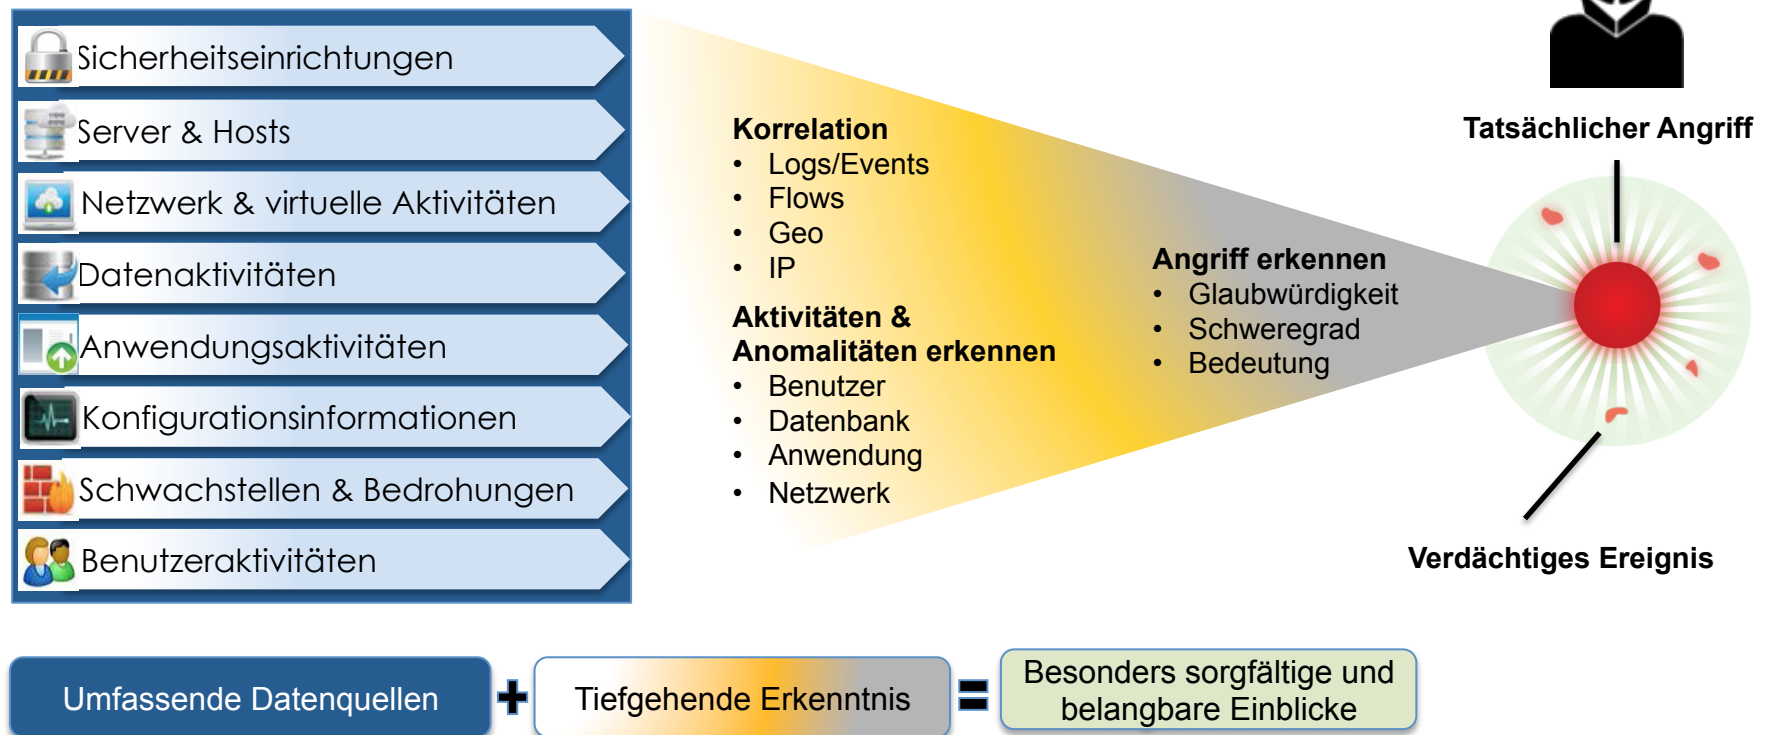 Sicherheitseinrichtungen
Server & Hosts
Netzwerk & virtuelle Aktivitäten
Datenaktivitäten
Anwendungsaktivitäten
Konfigurationsinformationen
Schwachstellen & Bedrohungen
Benutzeraktivitäten
Korrelation
• Logs/Events
• Flows
• Geo
• IP
Aktivitäten &
Anomalitäten erkennen
• Benutzer
• Datenbank
• Anwendung
• Netzwerk
Angriff erkennen
• Glaubwürdigkeit
• Schweregrad
• Bedeutung
Tatsächlicher Angriff
Verdächtiges Ereignis
Umfassende Datenquellen
+
Tiefgehende Erkenntnis
=
Besonders sorgfältige und
belangbare Einblicke